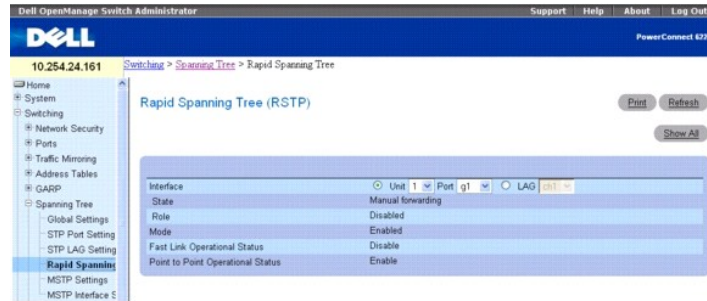 Dell OpenManage Switch Administrator Support Help About Log Out
DELL
PowerConnect 622
10.254.24.161
Switching > Spanning Tree > Rapid Spanning Tree
Home
System
Switching
Network Security
Ports
Traffic Mirroring
Address Tables
GARP
Spanning Tree
Global Settings
STP Port Setting
STP LAG Setting
Rapid Spanning
MSTP Settings
MSTP Interface S
Rapid Spanning Tree (RSTP)
Print Refresh
Show All
Interface Unit 1 Port g1 LAG ch1
State Manual forwarding
Role Disabled
Mode Enabled
Fast Link Operational Status Disable
Point to Point Operational Status Enable